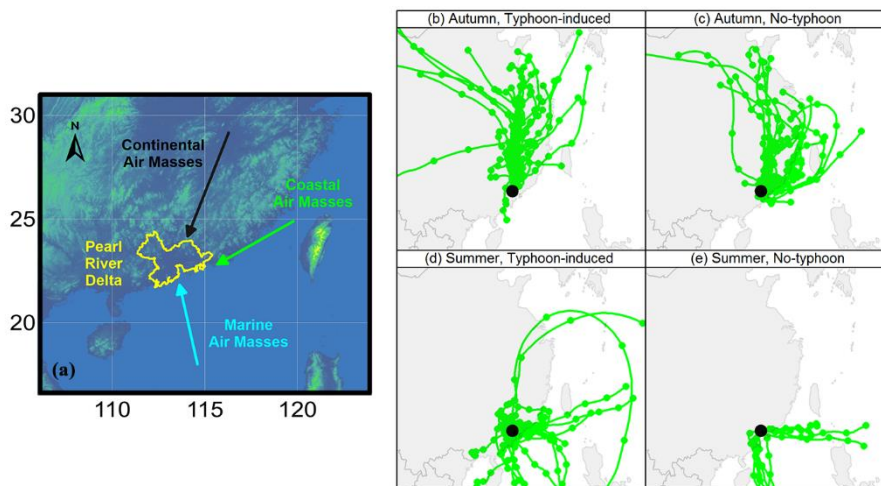 (b) Autumn, Typhoon-induced
(c) Autumn, No-typhoon
30
N
Continental
Air Masses
Coastal
Air Masses
25
Pearl
River
Delta
20
Marine
Air Masses
(a)
110
115
120
(d) Summer, Typhoon-induced
(e) Summer, No-typhoon